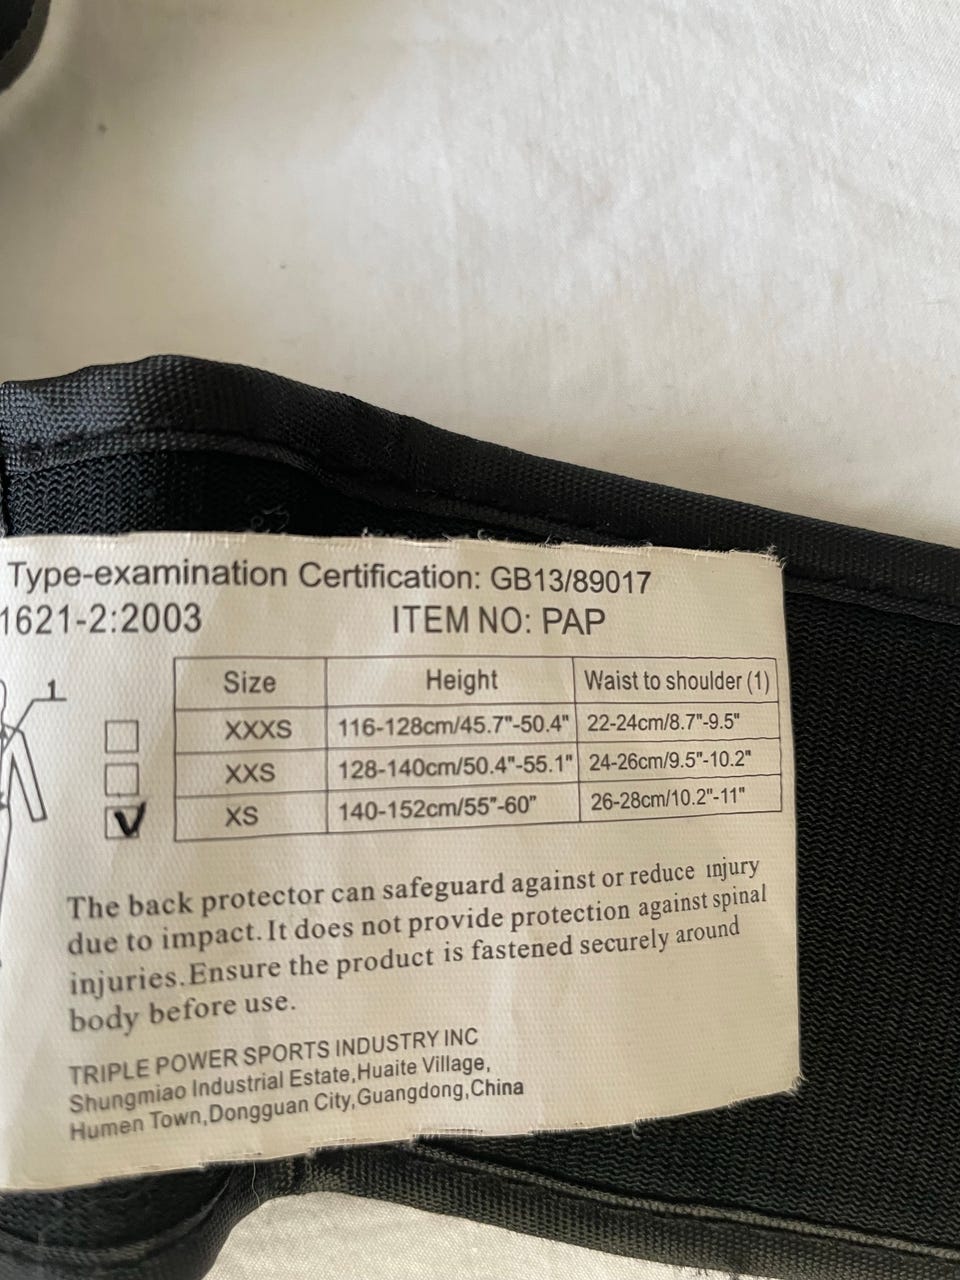 Type-examination Certification: GB13/89017
1621-2:2003 ITEM NO: PAP
1
Size Height Waist to shoulder (1)
XXXS 116-128cm/45.7"-50.4" 22-24cm/8.7"-9.5"
XXS 128-140cm/50.4"-55.1" 24-26cm/9.5"-10.2"
XS 140-152cm/55"-60" 26-28cm/10.2"-11"
The back protector can safeguard against or reduce injury
due to impact.It does not provide protection against spinal
injuries.Ensure the product is fastened securely around
body before use.
TRIPLE POWER SPORTS INDUSTRY INC
Shungmiao Industrial Estate,Huaite Village,
Humen Town,Dongguan City,Guangdong,China